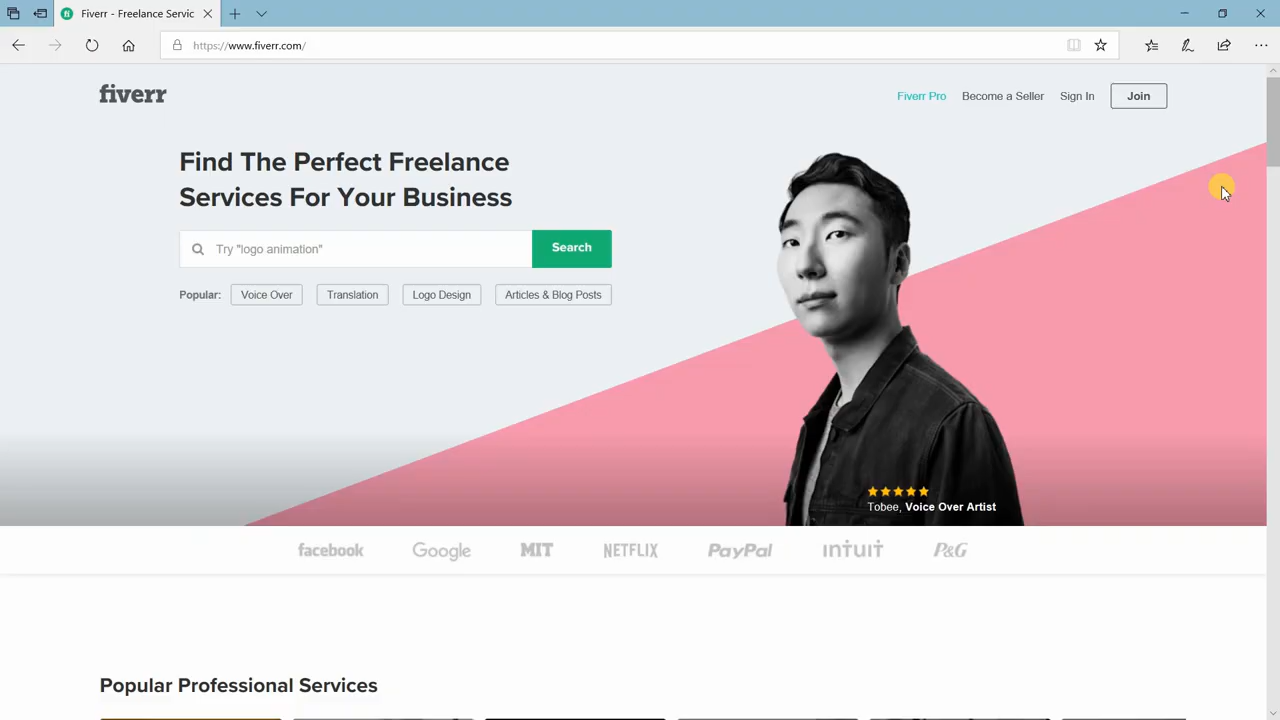 Fiverr - Freelance Servic
https://www.fiverr.com/
fiverr
Fiverr Pro
Become a Seller
Sign In
Join
Find The Perfect Freelance
Services For Your Business
Try "logo animation"
Search
Popular:
Voice Over
Translation
Logo Design
Articles & Blog Posts
Tobee, Voice Over Artist
facebook
Google
MIT
NETFLIX
PayPal
intuit
P&G
Popular Professional Services